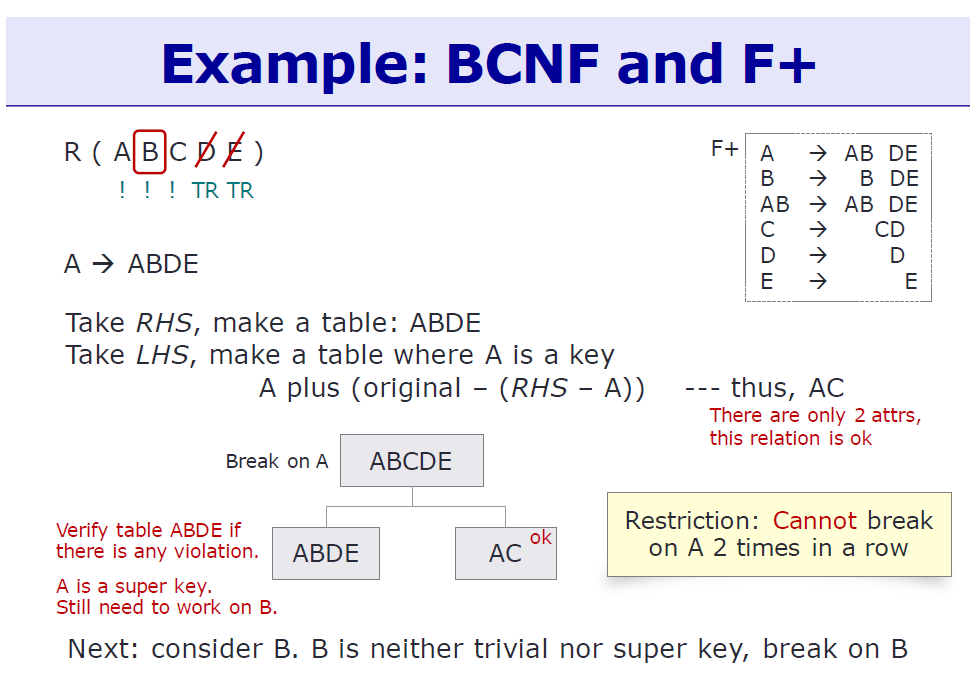 Example: BCNF and F+
R ( A B C D E )
! ! ! TR TR
F+
A → AB DE
B → B DE
AB → AB DE
C → CD
D → D
E → E
A → ABDE
Take RHS, make a table: ABDE
Take LHS, make a table where A is a key
A plus (original – (RHS – A)) --- thus, AC
There are only 2 attrs,
this relation is ok
Break on A
ABCDE
Verify table ABDE if
there is any violation.
A is a super key.
Still need to work on B.
ABDE
AC
ok
Restriction: Cannot break
on A 2 times in a row
Next: consider B. B is neither trivial nor super key, break on B